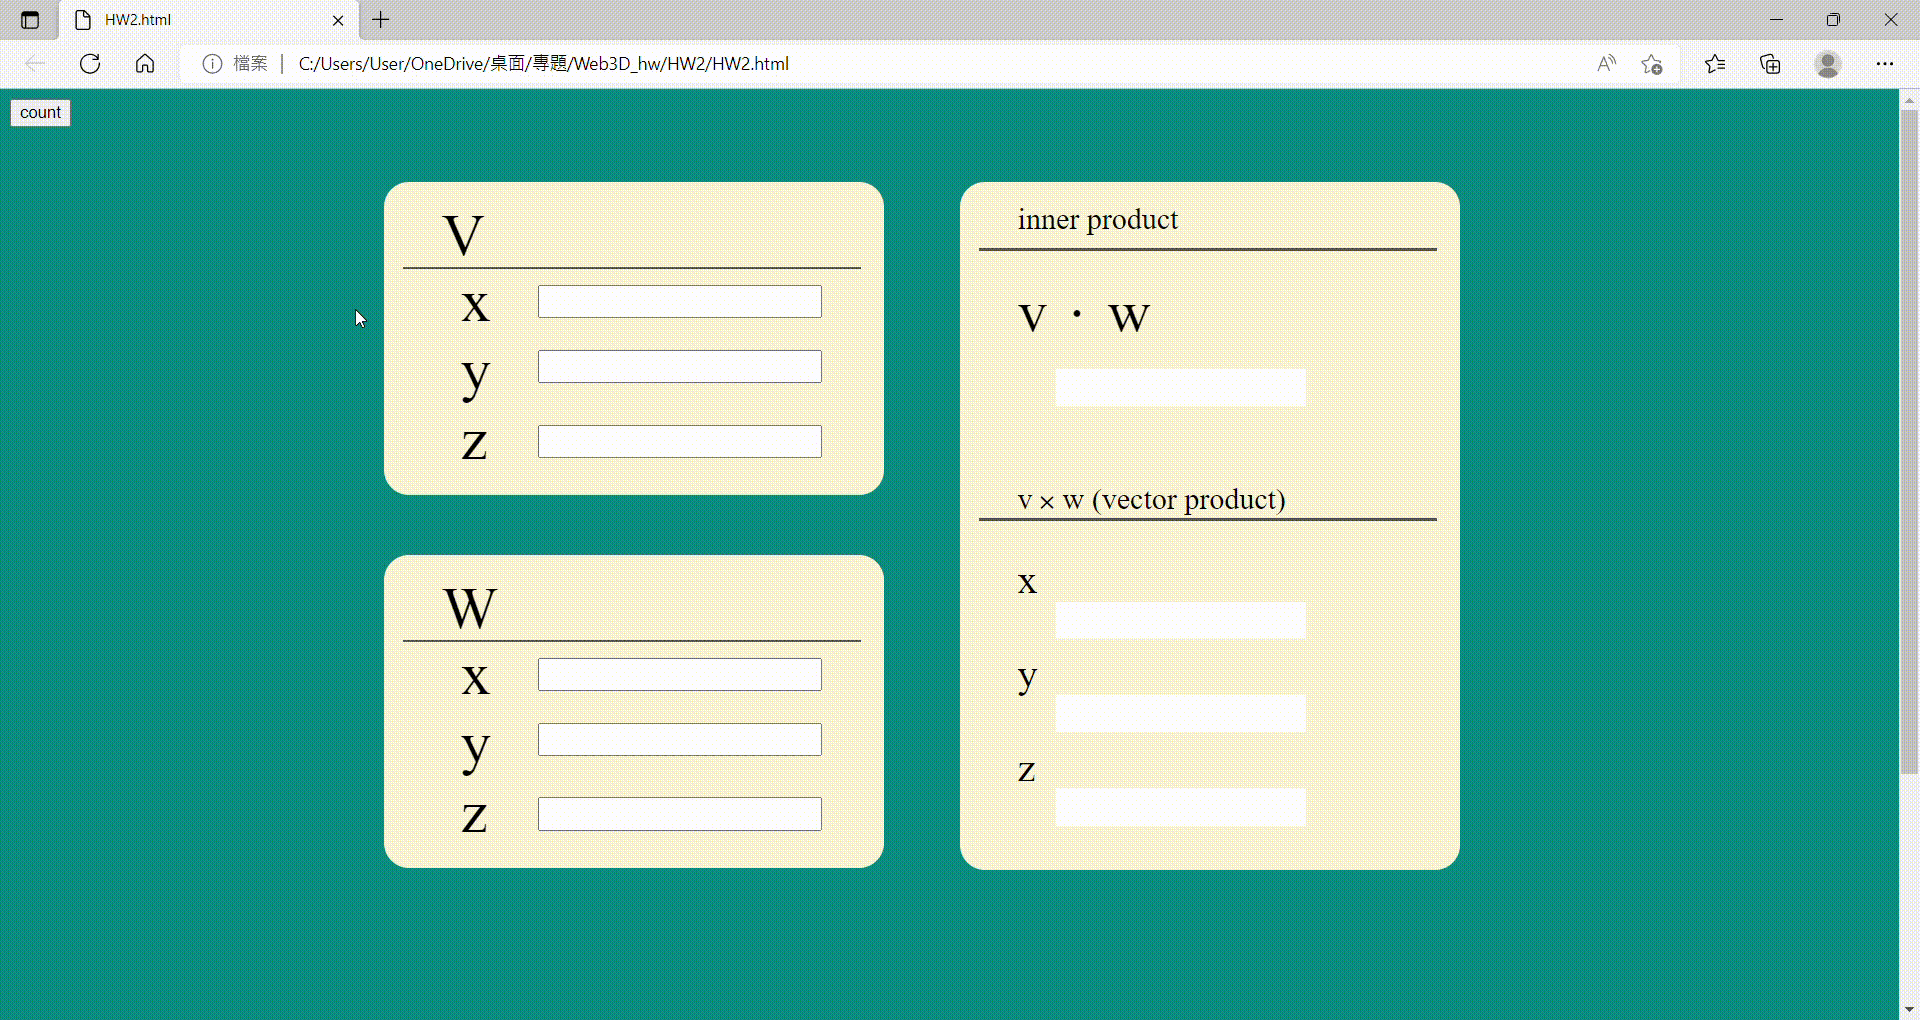 HW2.html
檔案 C:/Users/User/OneDrive/桌面/專題/Web3D_hw/HW2/HW2.html
count
V
x
y
z
W
x
y
z
inner product
v · w
v × w (vector product)
x
y
z